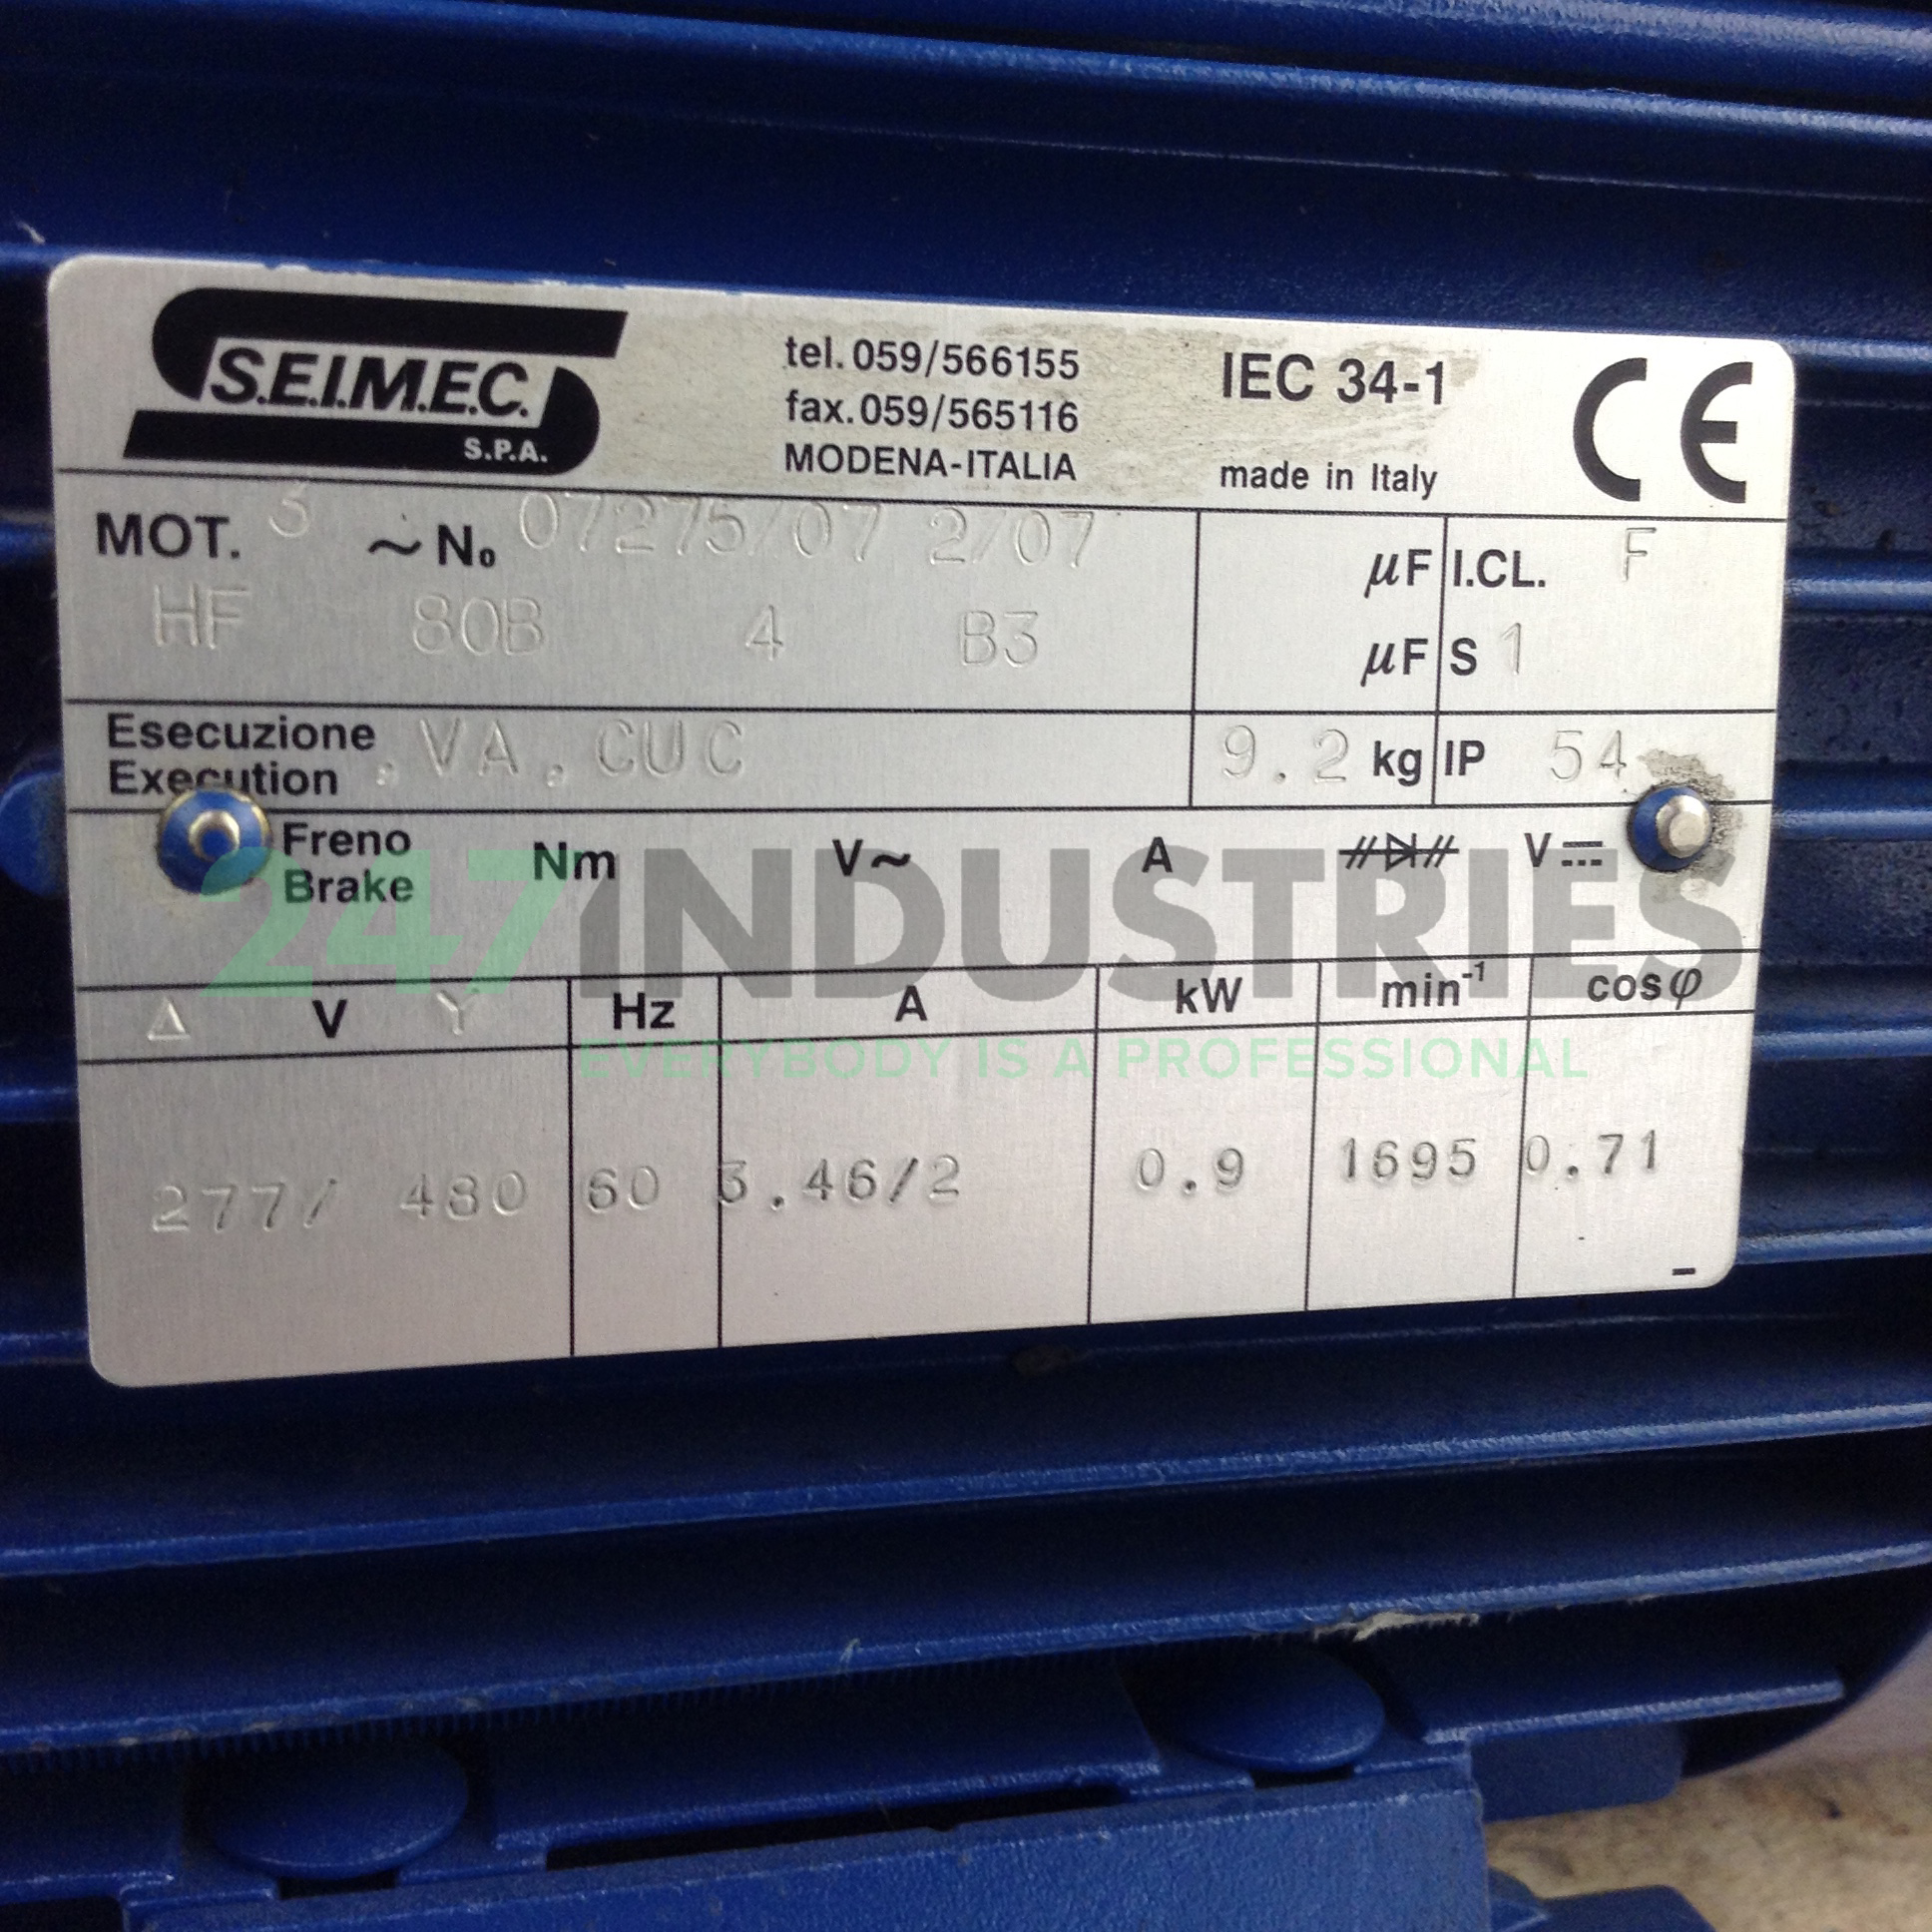 S.E.I.M.E.C.
S.P.A.
tel. 059/566155
fax. 059/565116
MODENA-ITALIA
IEC 34-1
made in Italy
CE
MOT. 3 ~ No 07275/07 2/07
HF 80B 4 B3
µF I.CL. F
µF S 1
Esecuzione
Execution .VA.CUC
9.2 kg IP 54
Freno
Brake Nm V~ A V⎓
247INDUSTRIES
EVERYBODY IS A PROFESSIONAL
Δ V Y Hz A kW min⁻¹ cosφ
277/ 480 60 3.46/2 0.9 1695 0.71